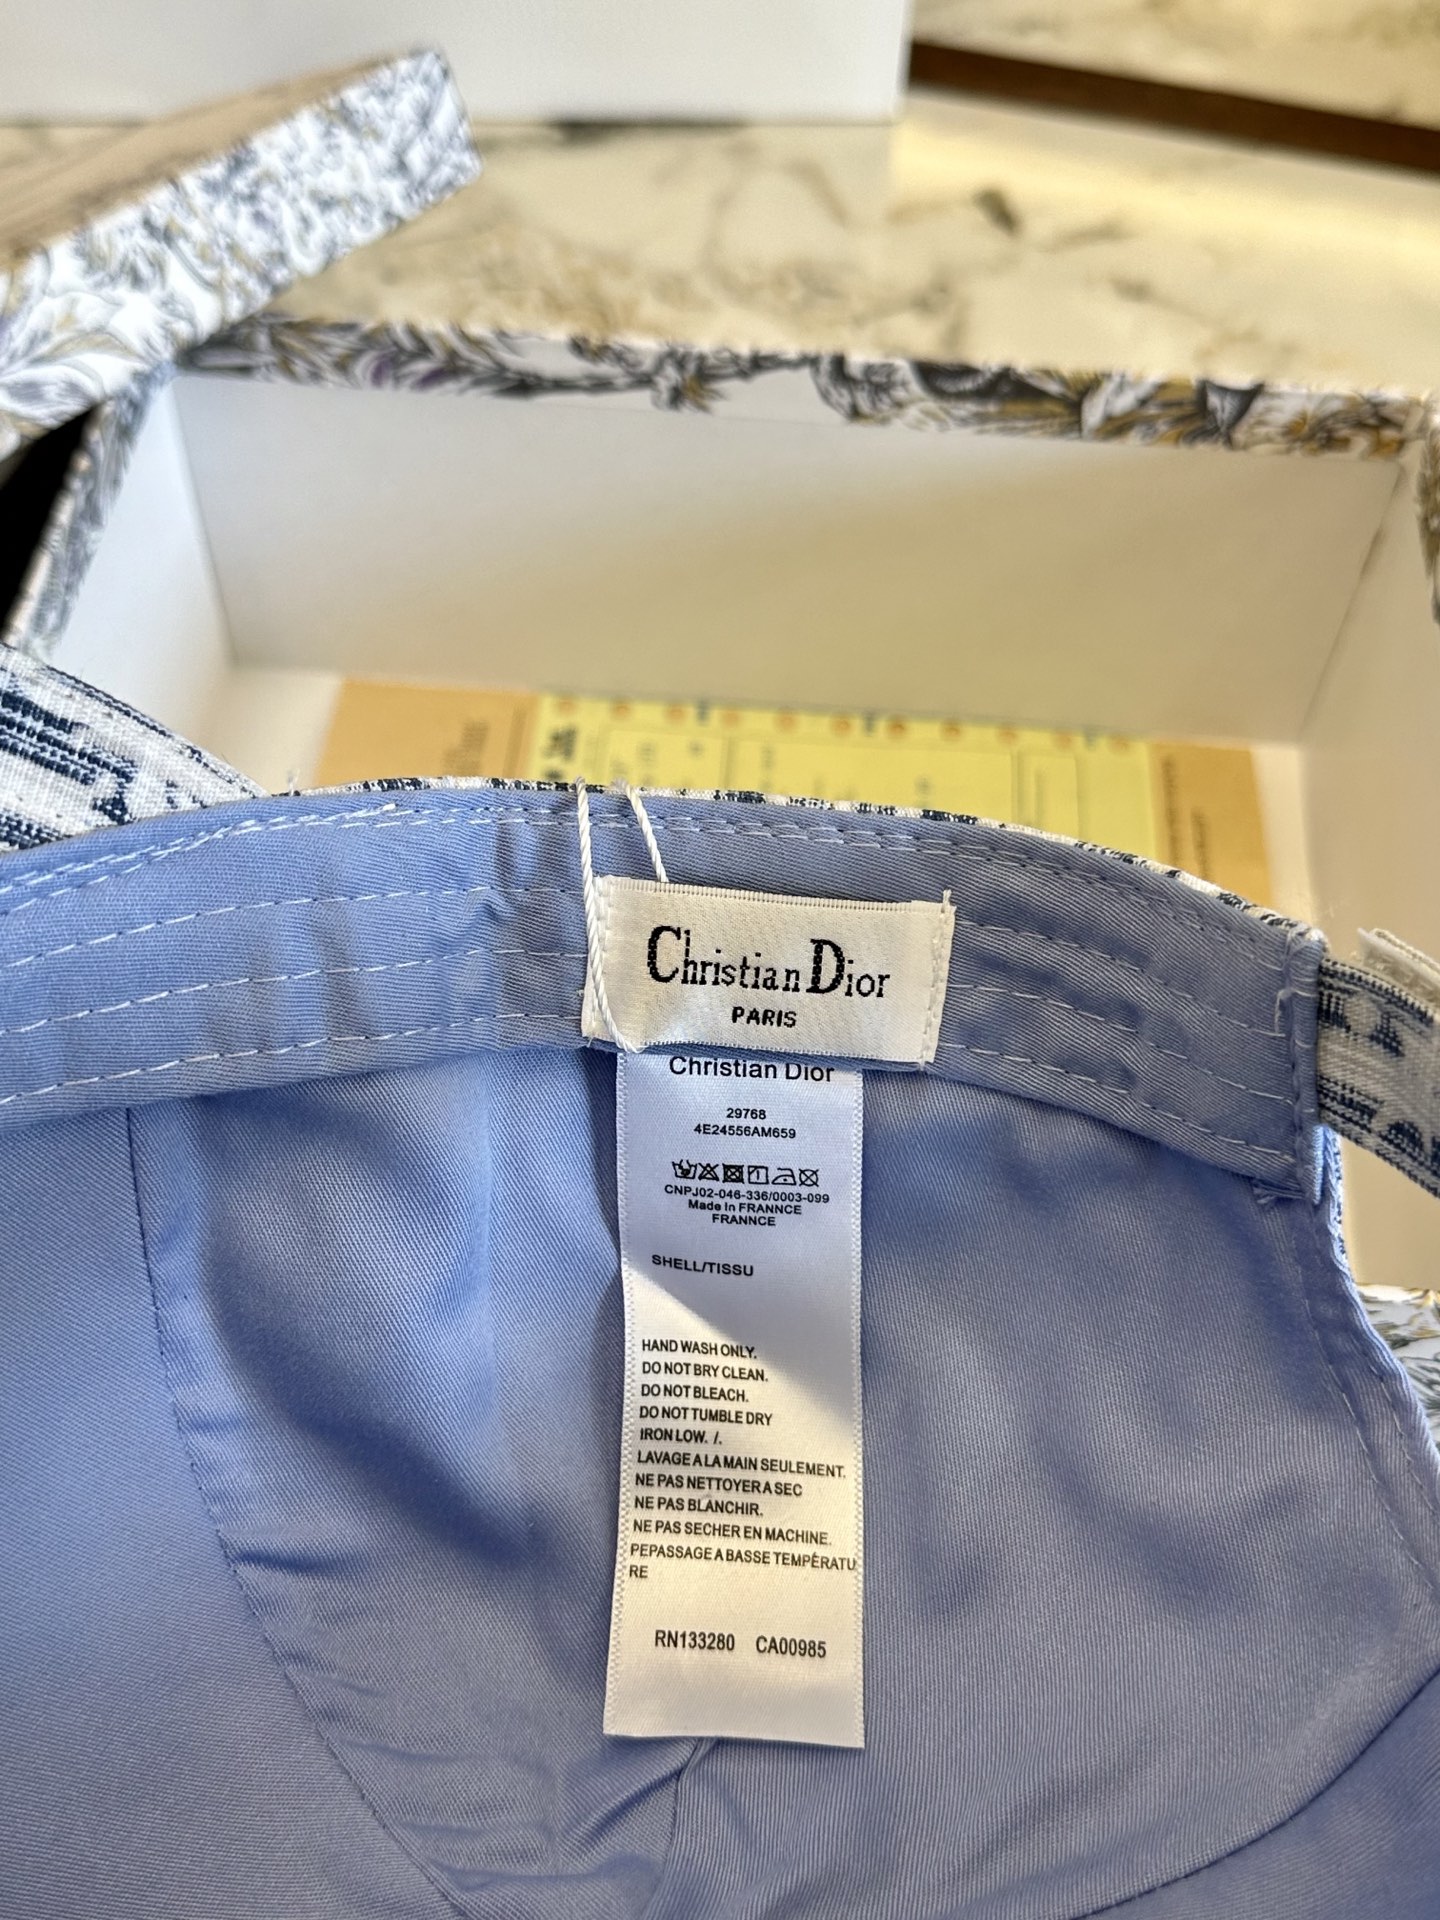 Christian Dior
PARIS
Christian Dior
29768
4E24556AM659
CNPJ02-046-336/0003-099
Made In FRANNCE
FRANNCE
SHELL/TISSU
HAND WASH ONLY.
DO NOT BRY CLEAN.
DO NOT BLEACH.
DO NOT TUMBLE DRY
IRON LOW. /.
LAVAGE A LA MAIN SEULEMENT.
NE PAS NETTOYER A SEC
NE PAS BLANCHIR.
NE PAS SECHER EN MACHINE.
PEPASSAGE A BASSE TEMPÉRATU
RE
RN133280 CA00985